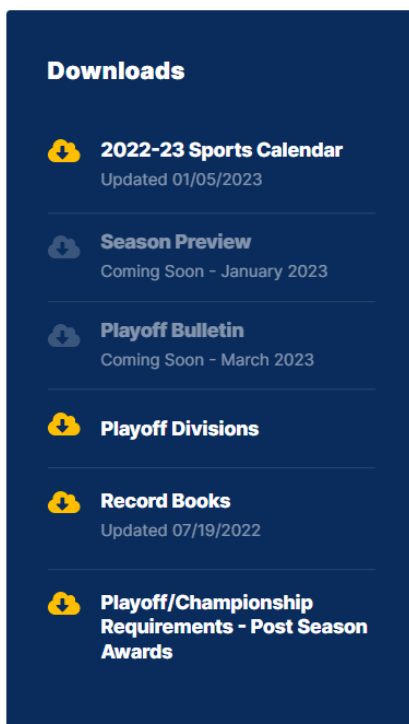 Downloads
2022-23 Sports Calendar
Updated 01/05/2023
Season Preview
Coming Soon - January 2023
Playoff Bulletin
Coming Soon - March 2023
Playoff Divisions
Record Books
Updated 07/19/2022
Playoff/Championship
Requirements - Post Season
Awards